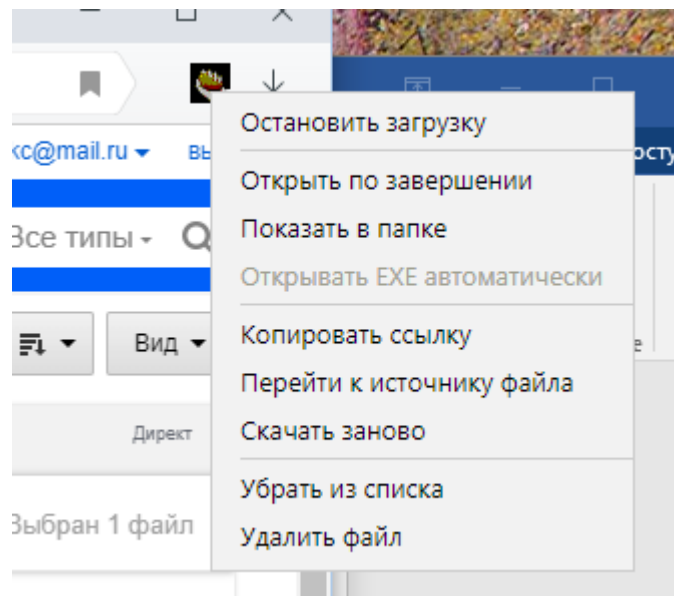 Остановить загрузку
кс@mail.ru
Открыть по завершении
Все типы
Показать в папке
Открывать EXE автоматически
Копировать ссылку
Вид
Перейти к источнику файла
Директ
Скачать заново
Убрать из списка
Выбран 1 файл
Удалить файл